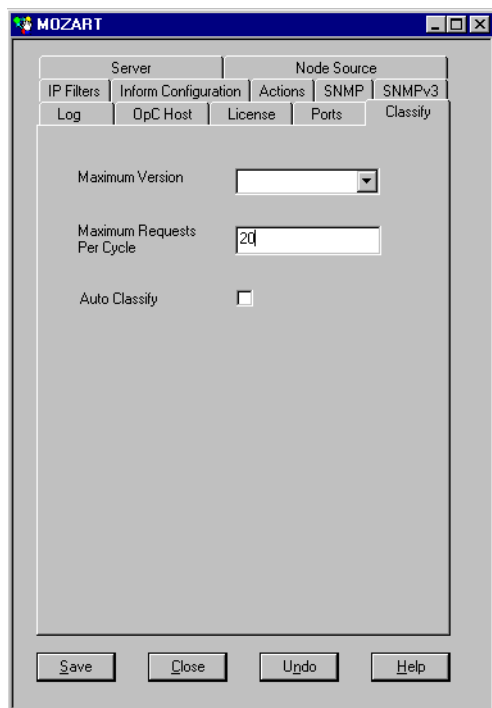 MOZART
Server Node Source
IP Filters Inform Configuration Actions SNMP SNMPv3
Log OpC Host License Ports Classify
Maximum Version
Maximum Requests
Per Cycle
20
Auto Classify
Save Close Undo Help